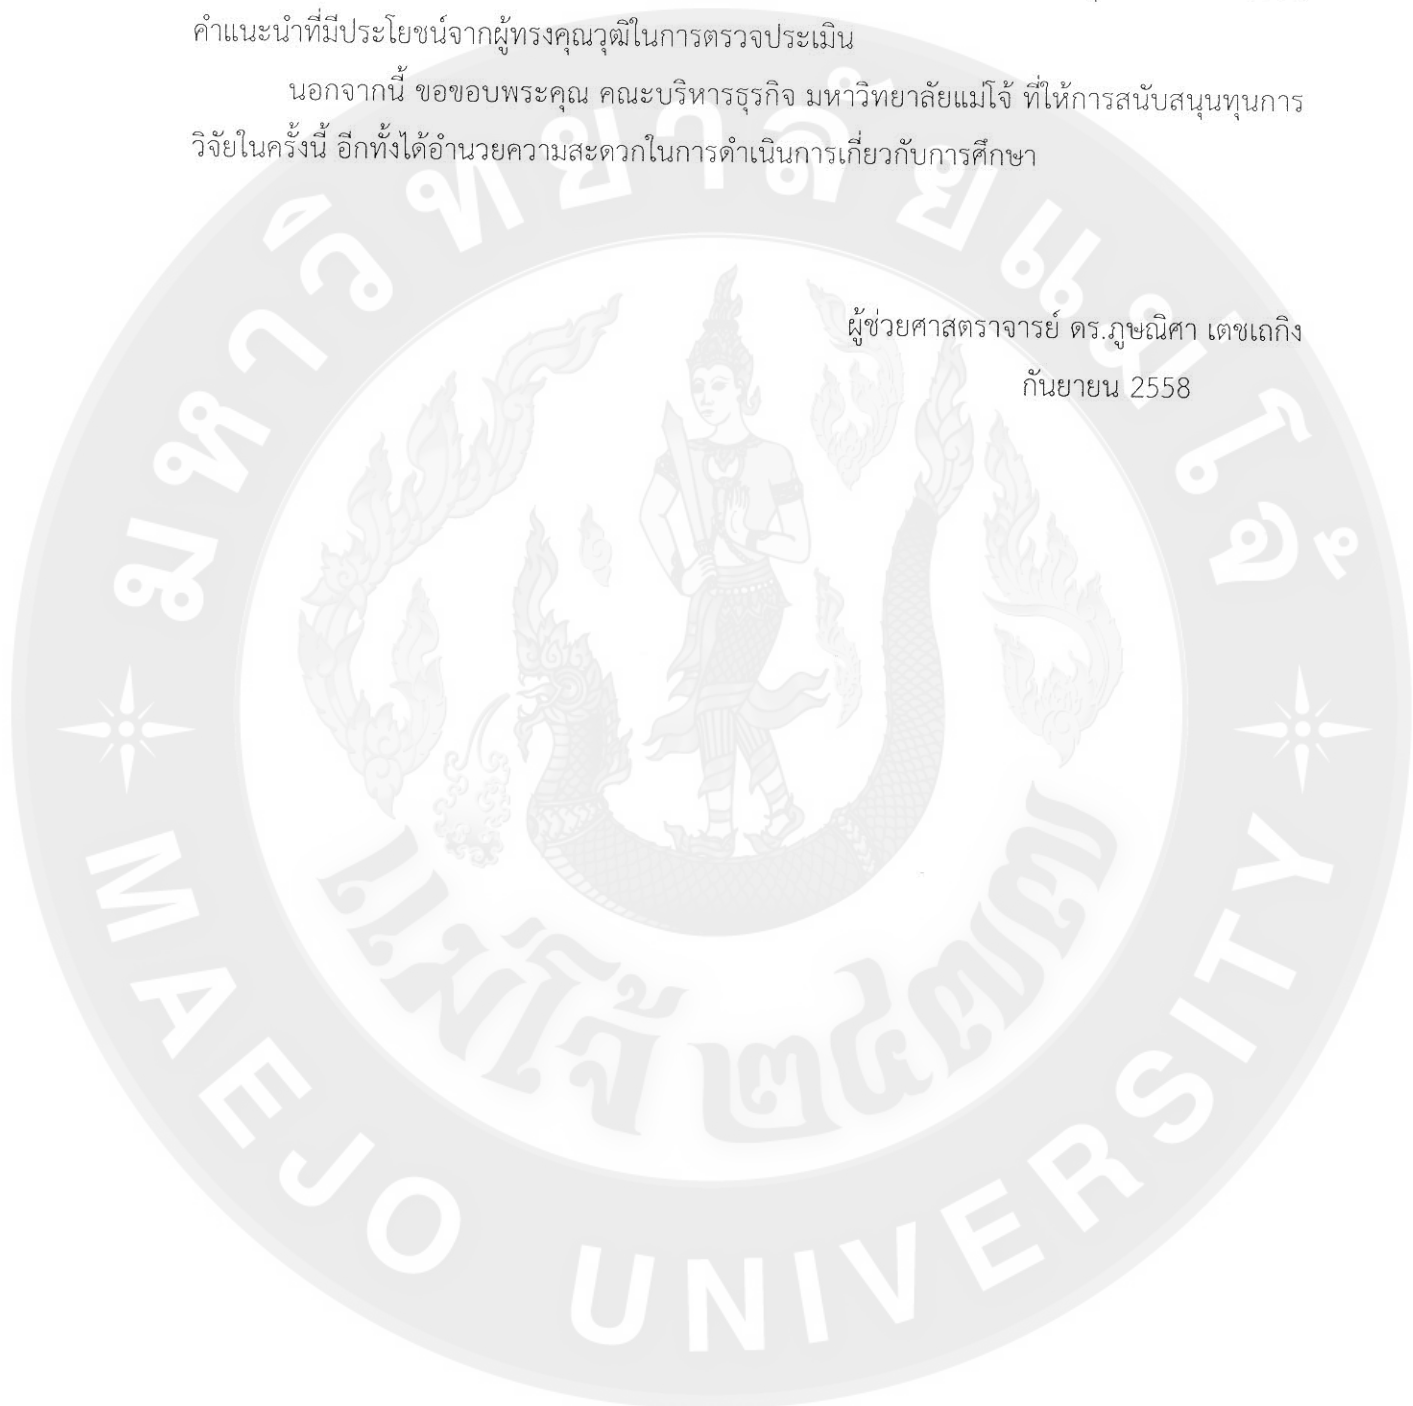 คำแนะนำที่มีประโยชน์จากผู้ทรงคุณวุฒิในการตรวจประเมิน
นอกจากนี้ ขอขอบพระคุณ คณะบริหารธุรกิจ มหาวิทยาลัยแม่โจ้ ที่ให้การสนับสนุนทุนการ
วิจัยในครั้งนี้ อีกทั้งได้อำนวยความสะดวกในการดำเนินการเกี่ยวกับการศึกษา
ผู้ช่วยศาสตราจารย์ ดร.ภูษณิศา เตชเถกิง
กันยายน 2558
มหาวิทยาลัยแม่โจ้
แม่โจ้ ๒๔๗๗
MAEJO UNIVERSITY